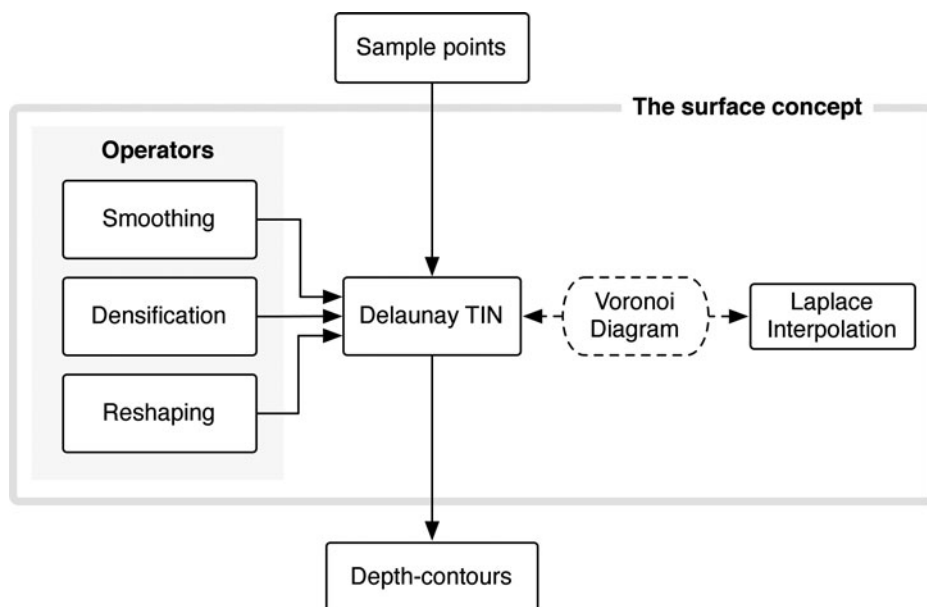 Sample points
The surface concept
Operators
Smoothing
Densification
Reshaping
Delaunay TIN
Voronoi
Diagram
Laplace
Interpolation
Depth-contours